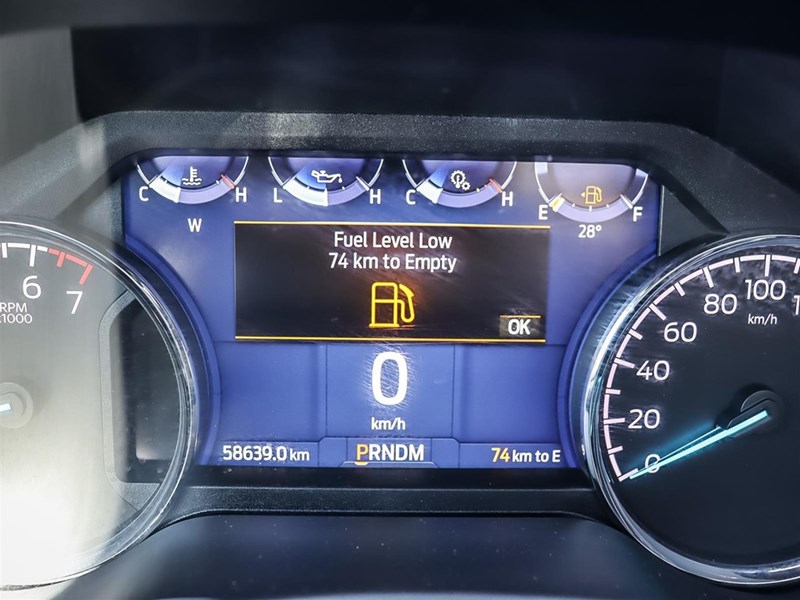 C H
L H
C H
E F
W
28°
Fuel Level Low
74 km to Empty
OK
0
km/h
58639.0 km
PRNDM
74 km to E
6
7
RPM
0
20
40
60
80
100
km/h